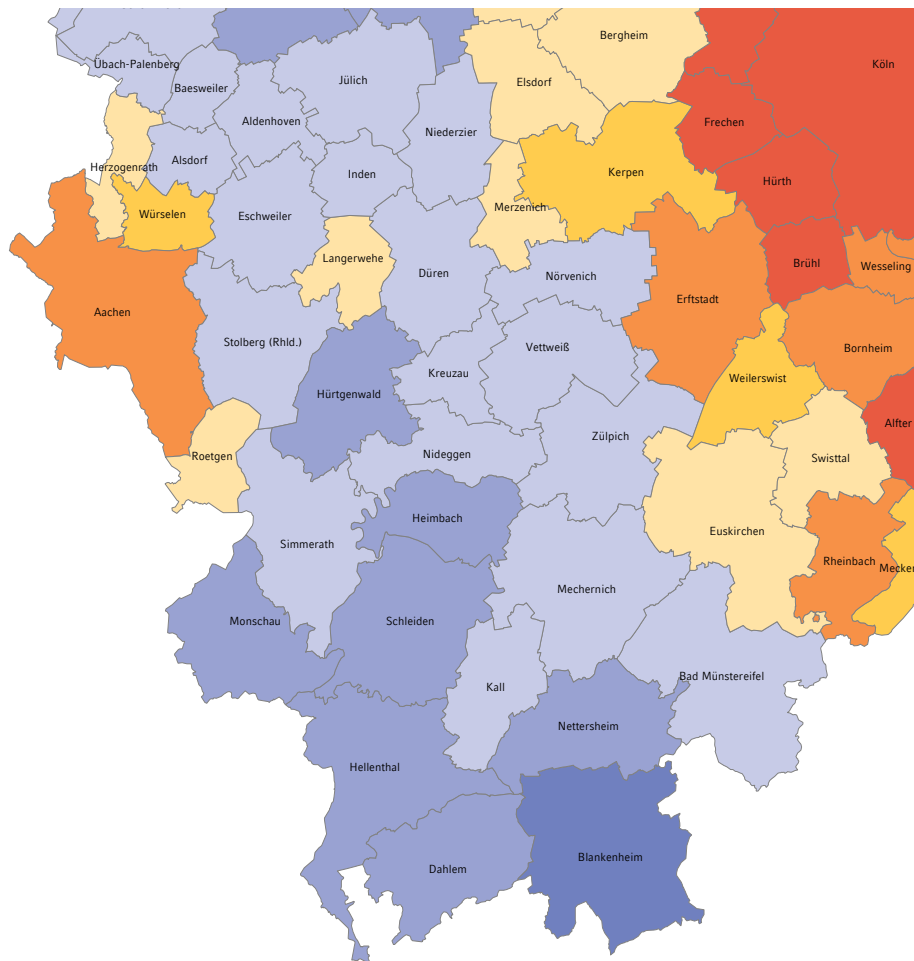 Bergheim
Übach-Palenberg
Köln
Jülich
Elsdorf
Baesweiler
Aldenhoven
Frechen
Niederzier
Alsdorf
Herzogenrath
Kerpen
Inden
Hürth
Merzenich
Würselen
Eschweiler
Langerwehe
Düren
Nörvenich
Brühl
Wesseling
Erftstadt
Aachen
Stolberg (Rhld.)
Vettweiß
Bornheim
Kreuzau
Weilerswist
Hürtgenwald
Alfter
Zülpich
Roetgen
Nideggen
Swisttal
Heimbach
Euskirchen
Simmerath
Rheinbach
Mecken
Mechernich
Monschau
Schleiden
Bad Münstereifel
Kall
Nettersheim
Hellenthal
Blankenheim
Dahlem